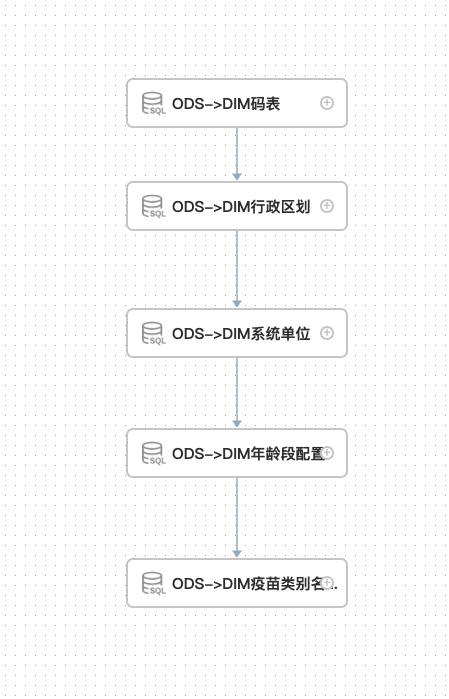 SQL ODS->DIM码表
SQL ODS->DIM行政区划
SQL ODS->DIM系统单位
SQL ODS->DIM年龄段配置
SQL ODS->DIM疫苗类别名...